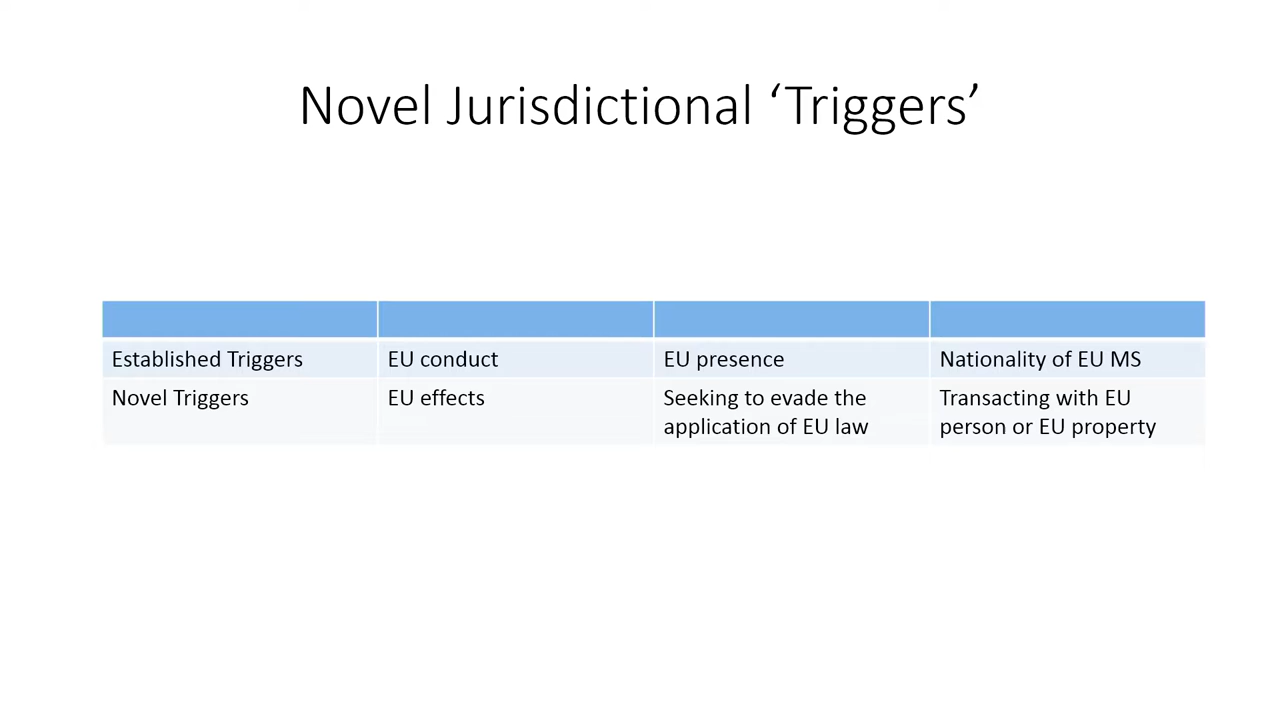 Novel Jurisdictional ‘Triggers’
Established Triggers EU conduct EU presence Nationality of EU MS
Novel Triggers EU effects Seeking to evade the Transacting with EU
application of EU law person or EU property